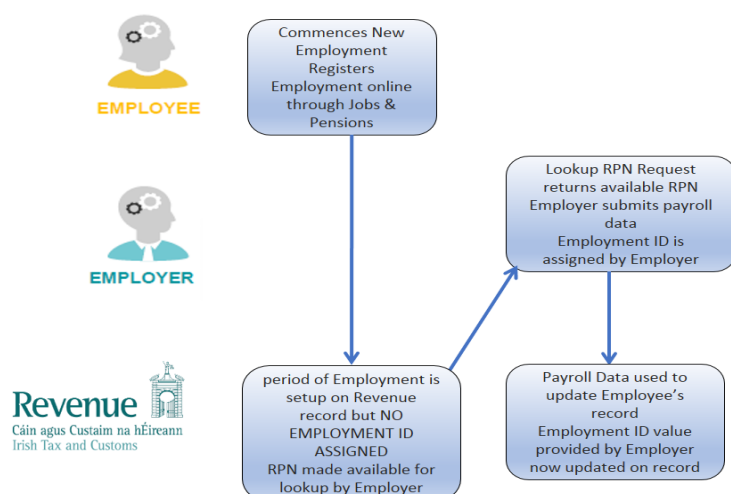 Commences New
Employment
Registers
Employment online
through Jobs &
Pensions
EMPLOYEE
Lookup RPN Request
returns available RPN
Employer submits payroll
data
Employment ID is
assigned by Employer
EMPLOYER
period of Employment is
setup on Revenue
record but NO
EMPLOYMENT ID
ASSIGNED
RPN made available for
lookup by Employer
Payroll Data used to
update Employee’s
record
Employment ID value
provided by Employer
now updated on record
Revenue
Cáin agus Custaim na hÉireann
Irish Tax and Customs